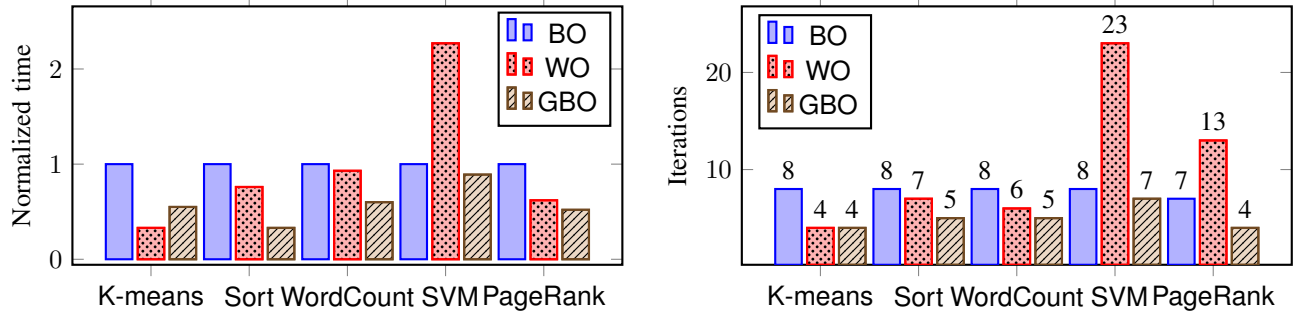 Normalized time
2
1
0
BO
WO
GBO
K-means Sort WordCount SVM PageRank
Iterations
20
10
BO
WO
GBO
8 4 4 8 7 5 8 6 5 8 23 7 7 13 4
K-means Sort WordCount SVM PageRank